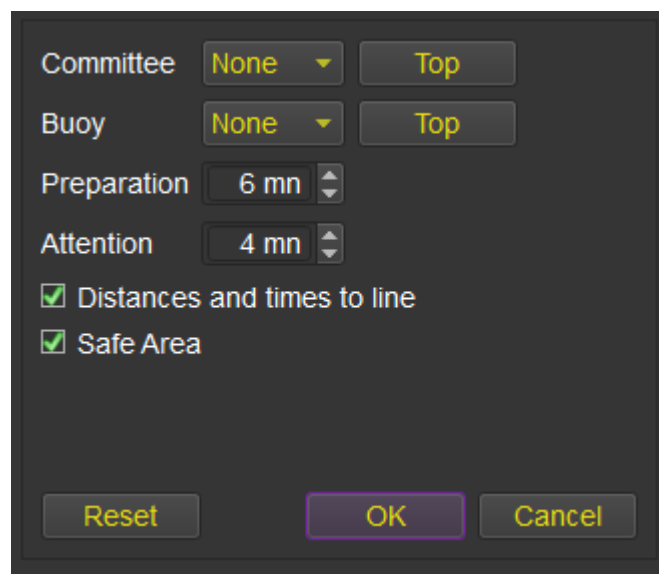 Committee None Top
Buoy None Top
Preparation 6 mn
Attention 4 mn
Distances and times to line
Safe Area
Reset OK Cancel